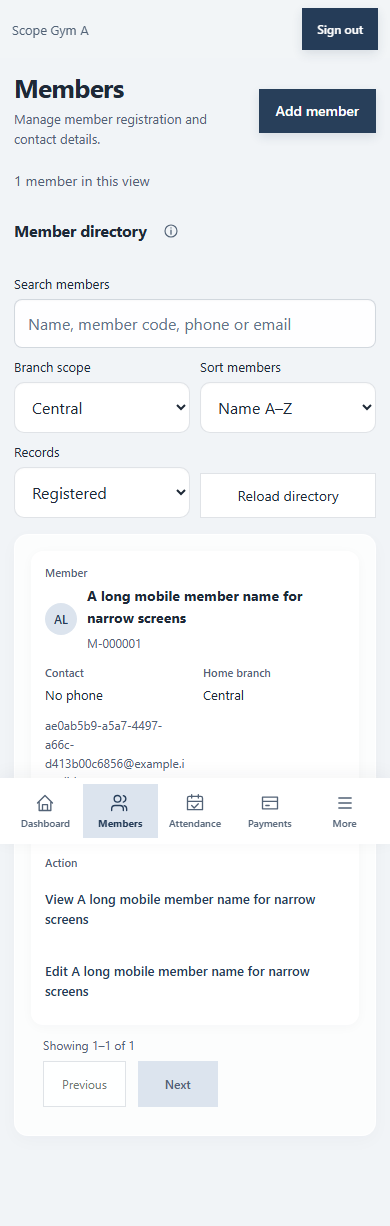 Scope Gym A
Sign out
Members
Manage member registration and
contact details.
Add member
1 member in this view
Member directory
Search members
Name, member code, phone or email
Branch scope
Sort members
Central
Name A–Z
Records
Registered
Reload directory
Member
AL
A long mobile member name for
narrow screens
M-000001
Contact
Home branch
No phone
Central
ae0ab5b9-a5a7-4497-
a66c-
d413b00c6856@example.i
Dashboard
Members
Attendance
Payments
More
Action
View A long mobile member name for narrow
screens
Edit A long mobile member name for narrow
screens
Showing 1–1 of 1
Previous
Next